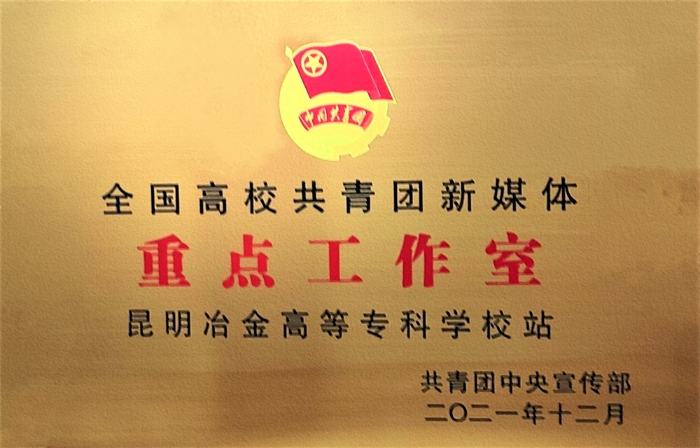 中国共青团
全国高校共青团新媒体
重点工作室
昆明冶金高等专科学校站
共青团中央宣传部
二〇二一年十二月